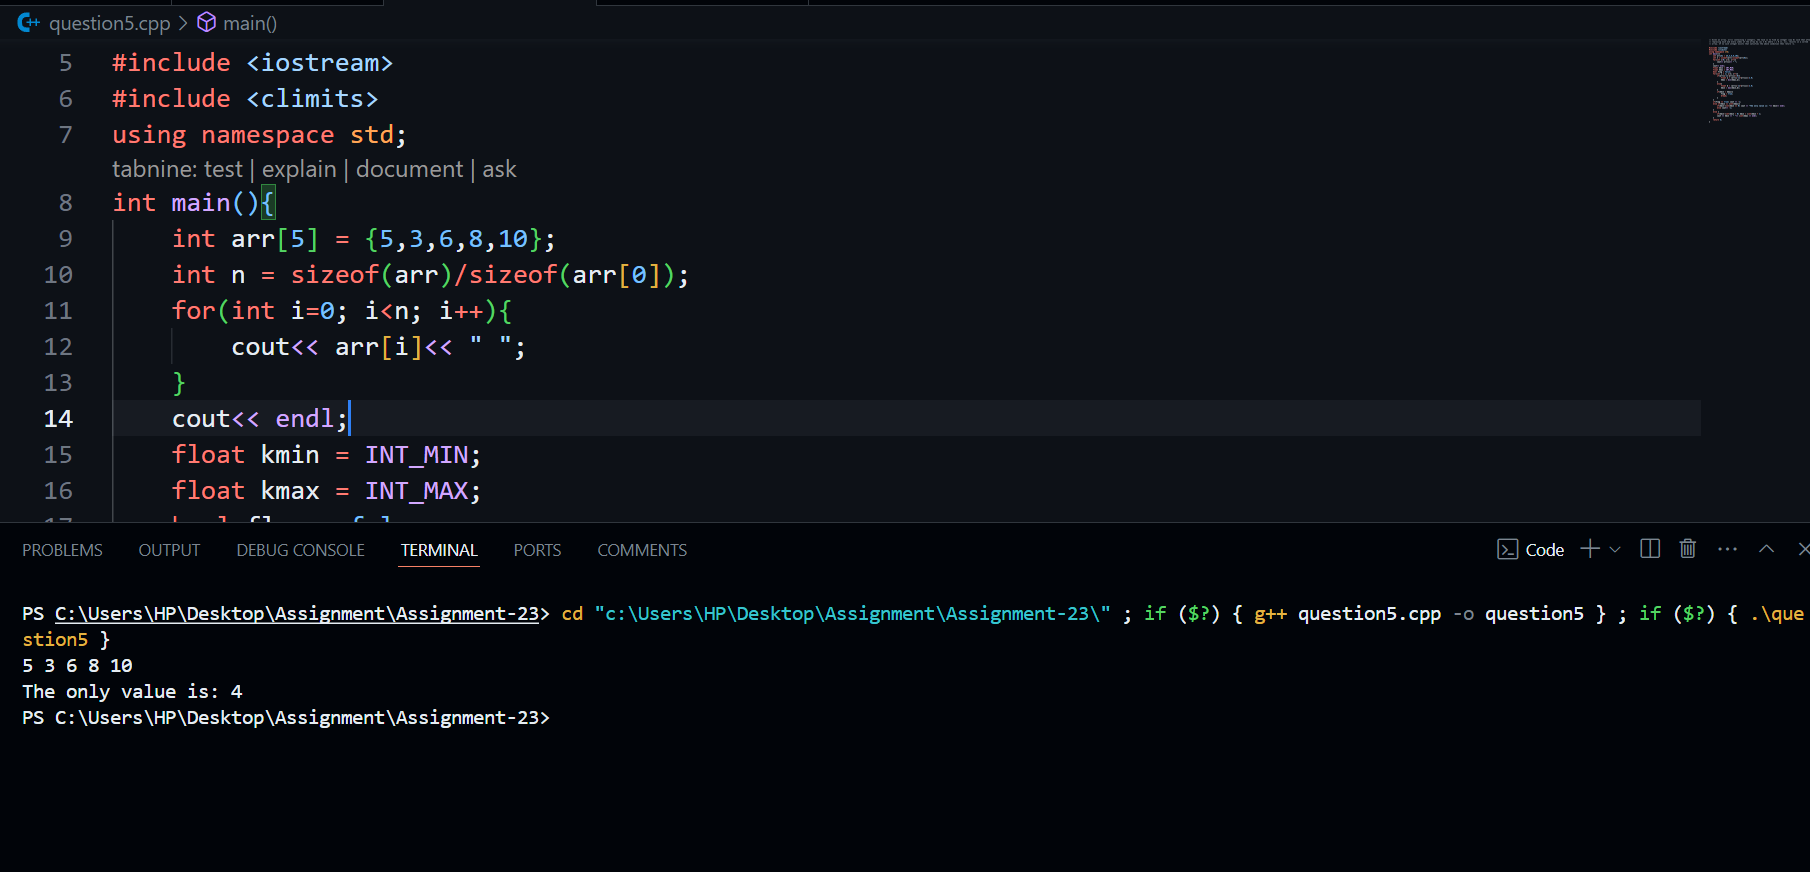 question5.cpp > main()
5 #include <iostream>
6 #include <climits>
7 using namespace std;
tabnine: test | explain | document | ask
8 int main(){
9 int arr[5] = {5,3,6,8,10};
10 int n = sizeof(arr)/sizeof(arr[0]);
11 for(int i=0; i<n; i++){
12 cout<< arr[i]<< " ";
13 }
14 cout<< endl;
15 float kmin = INT_MIN;
16 float kmax = INT_MAX;
PROBLEMS OUTPUT DEBUG CONSOLE TERMINAL PORTS COMMENTS Code
PS C:\Users\HP\Desktop\Assignment\Assignment-23> cd "c:\Users\HP\Desktop\Assignment\Assignment-23\" ; if ($?) { g++ question5.cpp -o question5 } ; if ($?) { .\que
stion5 }
5 3 6 8 10
The only value is: 4
PS C:\Users\HP\Desktop\Assignment\Assignment-23>